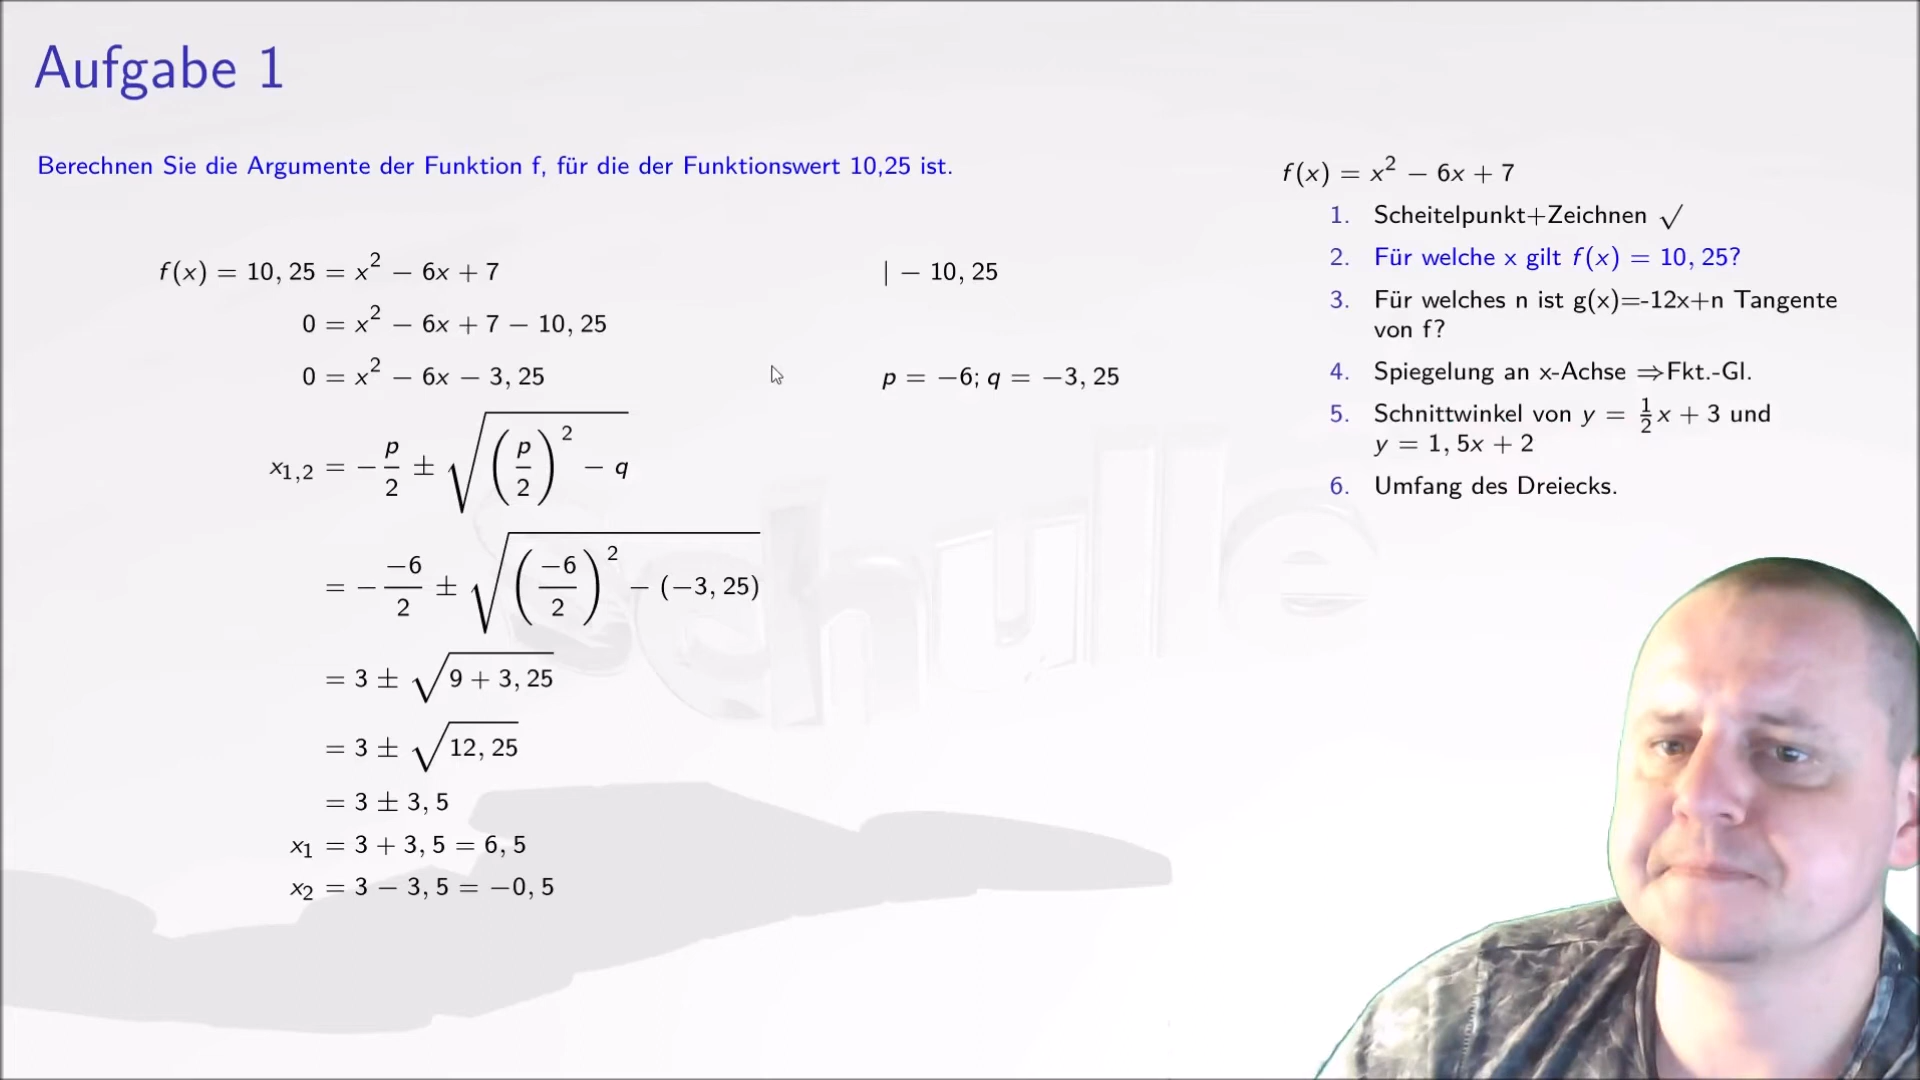 Aufgabe 1
Berechnen Sie die Argumente der Funktion f, für die der Funktionswert 10,25 ist.
f(x) = 10, 25 = x² − 6x + 7 | − 10, 25
0 = x² − 6x + 7 − 10, 25
0 = x² − 6x − 3, 25 p = −6; q = −3, 25
x₁,₂ = −p/2 ± √((p/2)² − q)
= − −6/2 ± √((−6/2)² − (−3, 25))
= 3 ± √(9 + 3, 25)
= 3 ± √(12, 25)
= 3 ± 3, 5
x₁ = 3 + 3, 5 = 6, 5
x₂ = 3 − 3, 5 = −0, 5
f(x) = x² − 6x + 7
1. Scheitelpunkt+Zeichnen √
2. Für welche x gilt f(x) = 10, 25?
3. Für welches n ist g(x)=-12x+n Tangente
von f?
4. Spiegelung an x-Achse ⇒Fkt.-Gl.
5. Schnittwinkel von y = 1/2 x + 3 und
y = 1, 5x + 2
6. Umfang des Dreiecks.
Schule